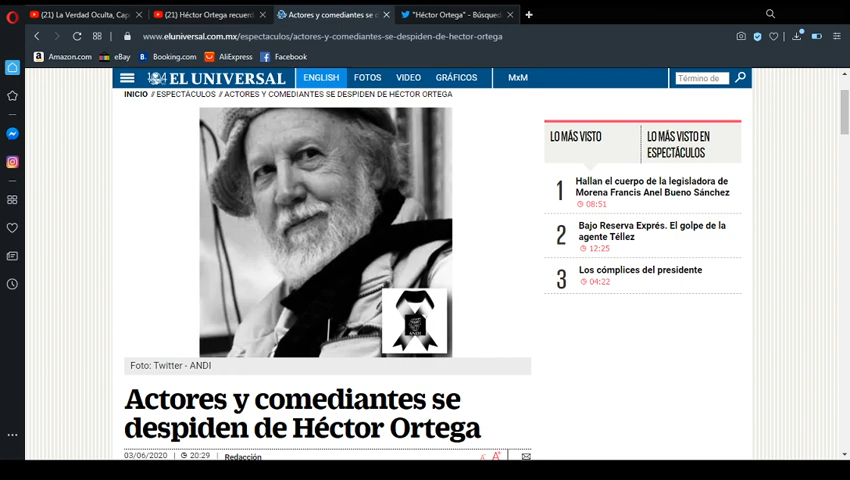 (21) La Verdad Oculta, Cap
(21) Héctor Ortega recuerd
Actores y comediantes se d
"Héctor Ortega" - Búsqued
www.eluniversal.com.mx/espectaculos/actores-y-comediantes-se-despiden-de-hector-ortega
Amazon.com
eBay
Booking.com
AliExpress
Facebook
EL UNIVERSAL
ENGLISH
FOTOS
VIDEO
GRÁFICOS
MxM
Término de
INICIO // ESPECTÁCULOS // ACTORES Y COMEDIANTES SE DESPIDEN DE HÉCTOR ORTEGA
ANDI
Foto: Twitter - ANDI
Actores y comediantes se
despiden de Héctor Ortega
03/06/2020
20:29
Redacción
A-
A+
LO MÁS VISTO
LO MÁS VISTO EN
ESPECTÁCULOS
1
Hallan el cuerpo de la legisladora de
Morena Francis Anel Bueno Sánchez
08:51
2
Bajo Reserva Exprés. El golpe de la
agente Téllez
12:25
3
Los cómplices del presidente
04:22